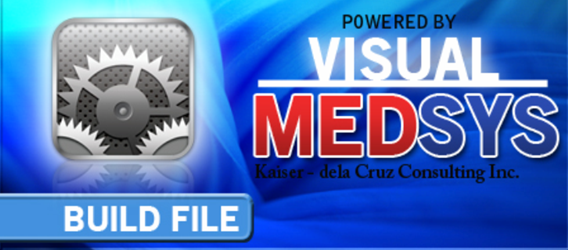 POWERED BY
VISUAL
MEDSYS
Kaiser - dela Cruz Consulting Inc.
BUILD FILE